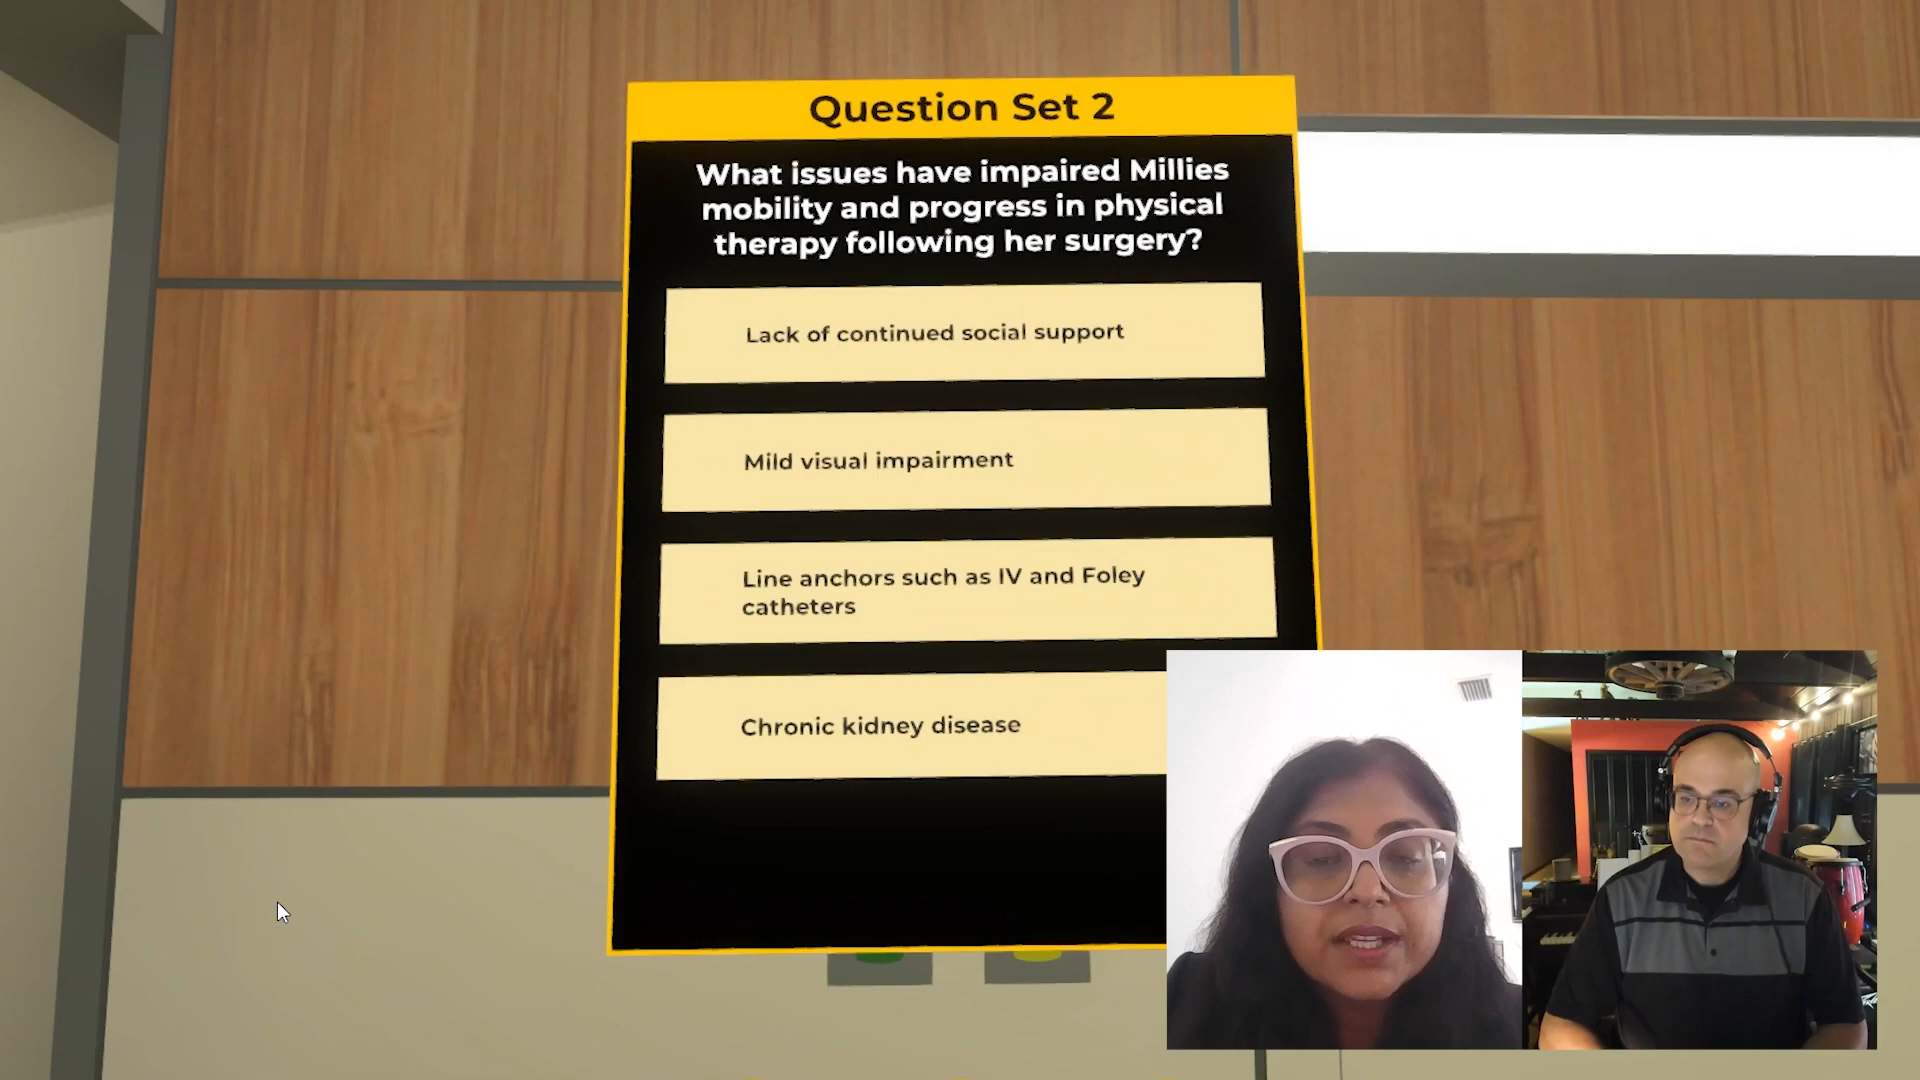 Question Set 2
What issues have impaired Millies
mobility and progress in physical
therapy following her surgery?
Lack of continued social support
Mild visual impairment
Line anchors such as IV and Foley
catheters
Chronic kidney disease